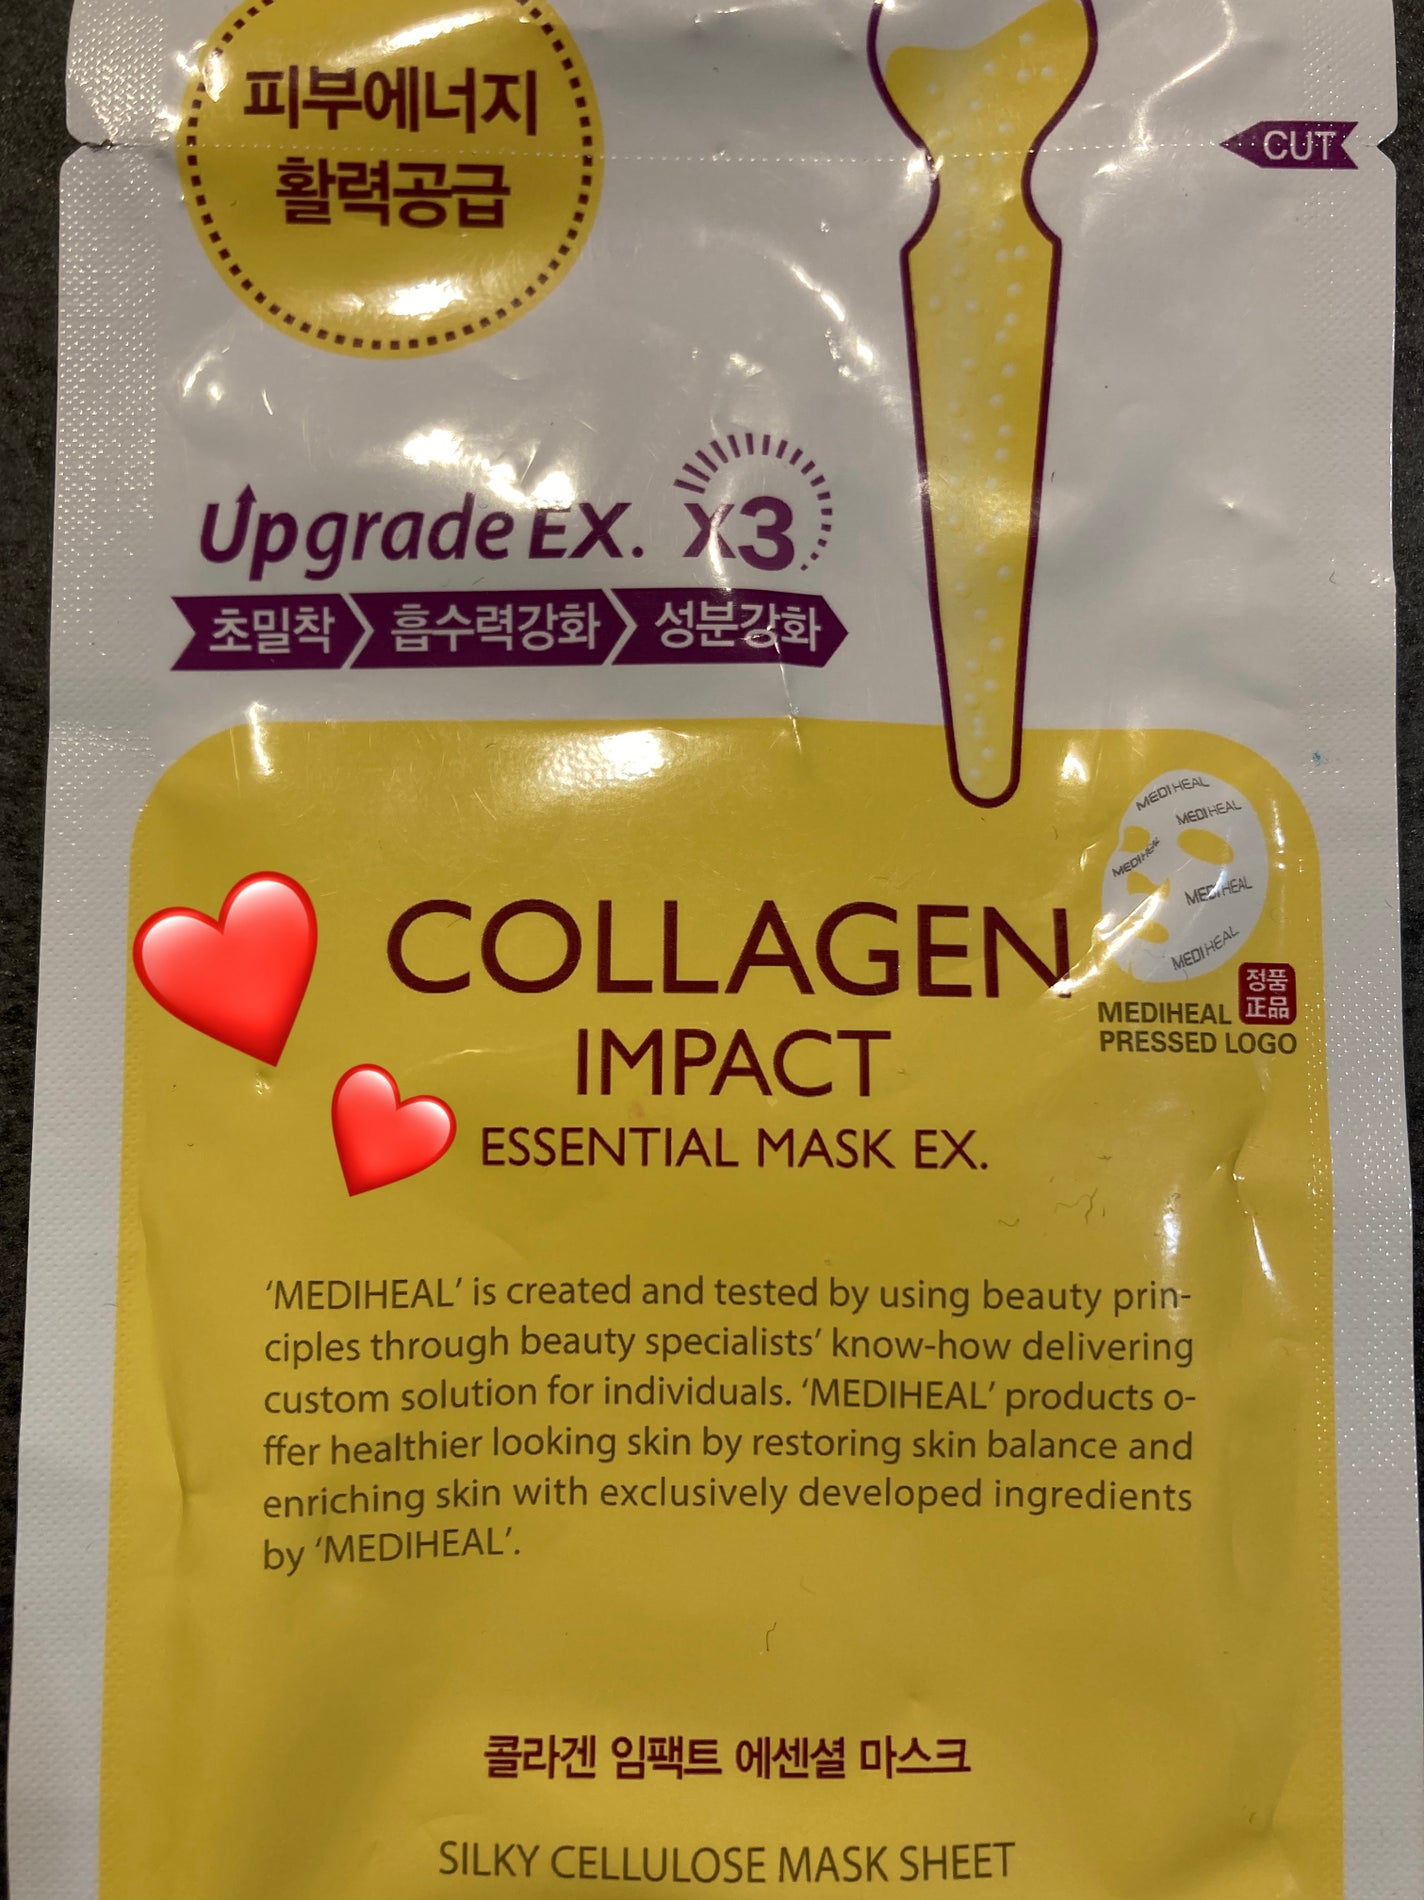 피부에너지
활력공급
CUT
Upgrade EX. X3
초밀착 흡수력강화 성분강화
MEDIHEAL
MEDIHEAL
MEDIHEAL
MEDIHEAL
MEDIHEAL
COLLAGEN
IMPACT
ESSENTIAL MASK EX.
정품
正品
MEDIHEAL
PRESSED LOGO
‘MEDIHEAL’ is created and tested by using beauty prin-
ciples through beauty specialists’ know-how delivering
custom solution for individuals. ‘MEDIHEAL’ products o-
ffer healthier looking skin by restoring skin balance and
enriching skin with exclusively developed ingredients
by ‘MEDIHEAL’.
콜라겐 임팩트 에센셜 마스크
SILKY CELLULOSE MASK SHEET